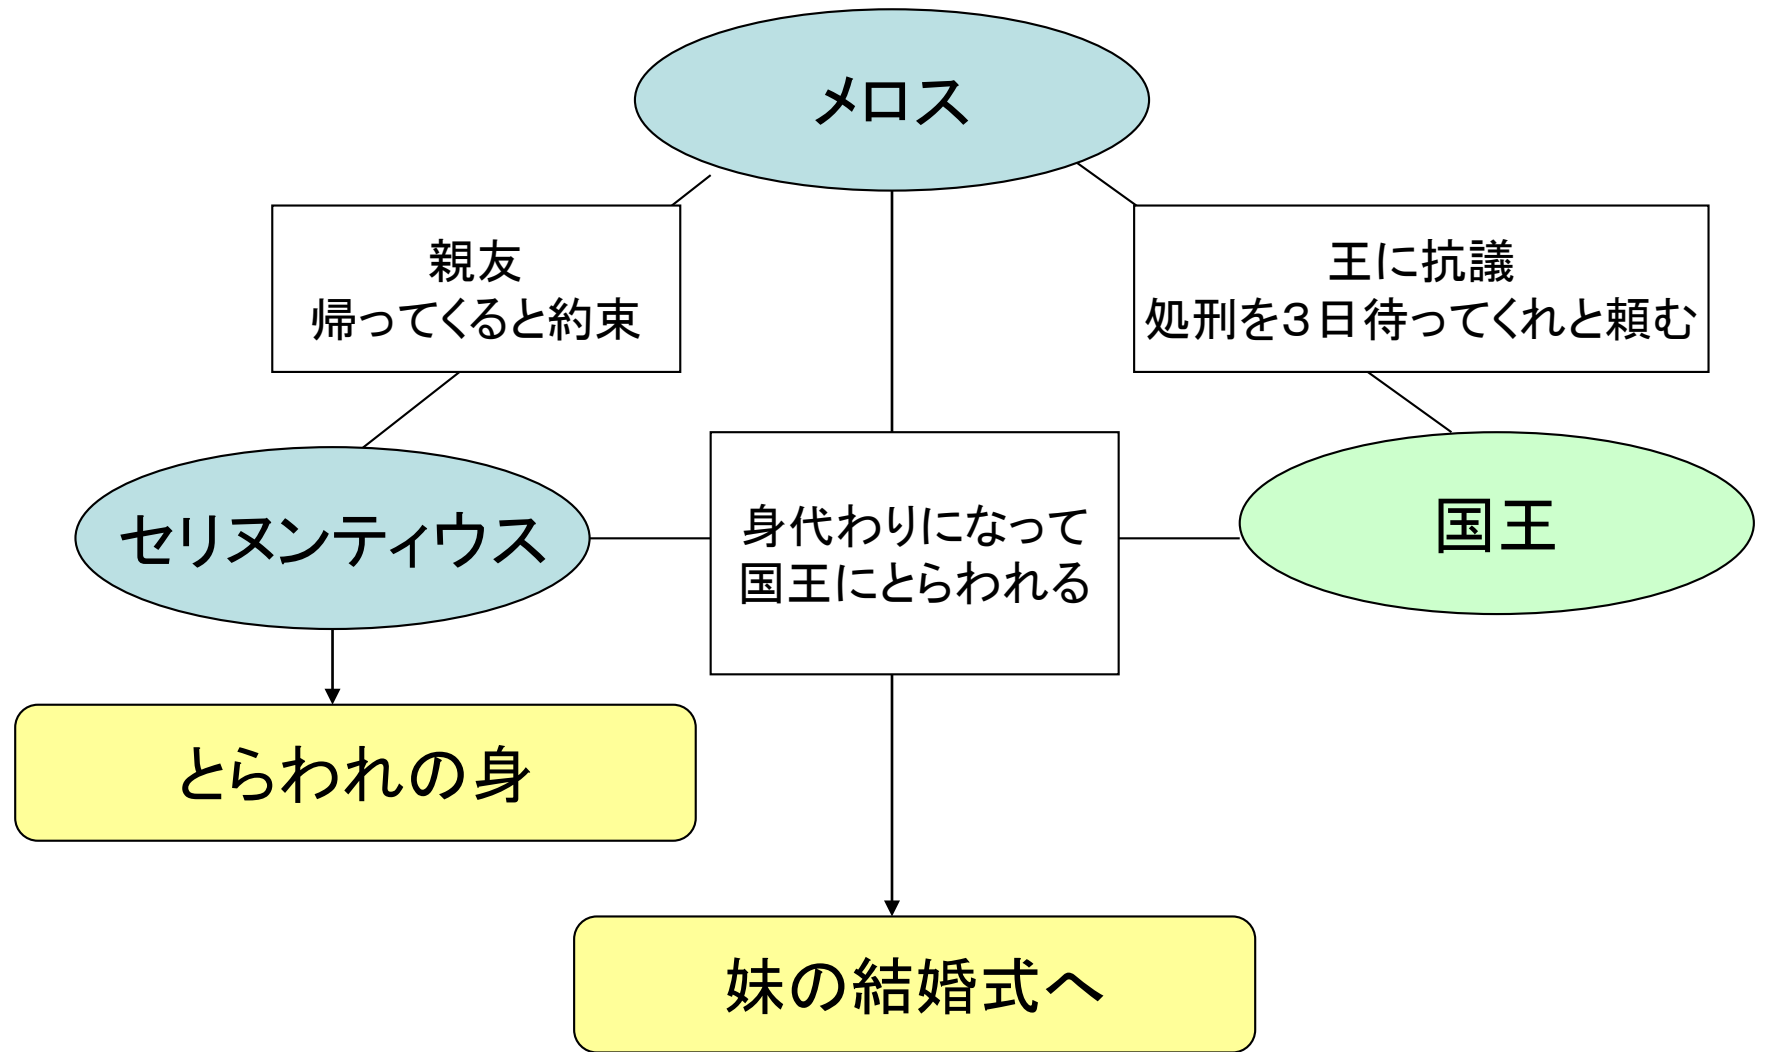 メロス
親友
帰ってくると約束
王に抗議
処刑を３日待ってくれと頼む
セリヌンティウス
身代わりになって
国王にとらわれる
国王
とらわれの身
妹の結婚式へ